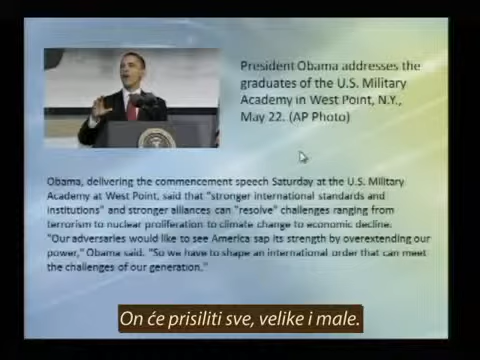 President Obama addresses the
graduates of the U.S. Military
Academy in West Point, N.Y.,
May 22. (AP Photo)
Obama, delivering the commencement speech Saturday at the U.S. Military
Academy at West Point, said that "stronger international standards and
institutions" and stronger alliances can "resolve" challenges ranging from
terrorism to nuclear proliferation to climate change to economic decline.
"Our adversaries would like to see America sap its strength by overextending our
power," Obama said. "So we have to shape an international order that can meet
the challenges of our generation."
On će prisiliti sve, velike i male.